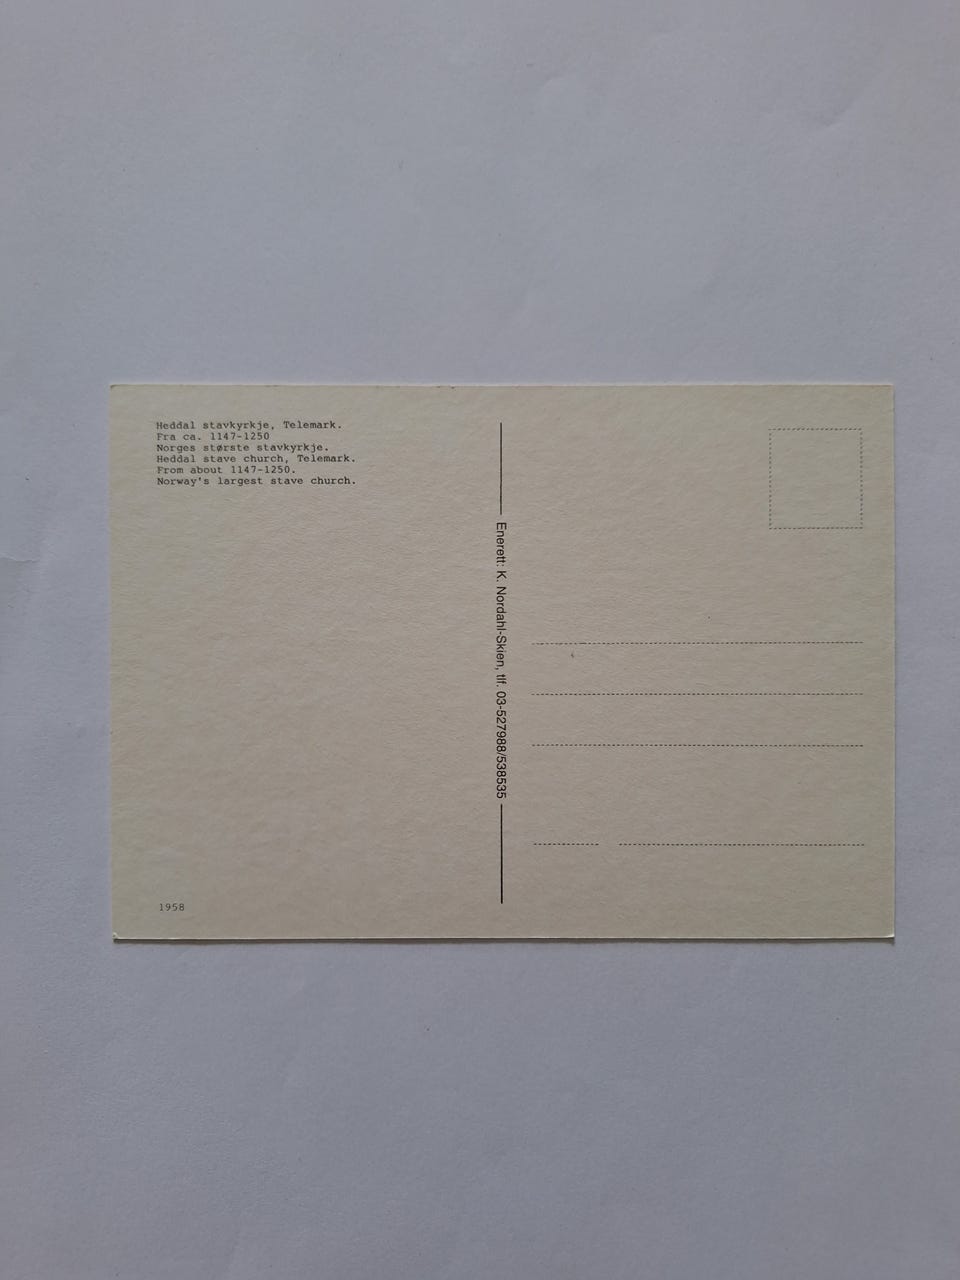 Heddal stavkyrkje, Telemark.
Fra ca. 1147-1250
Norges største stavkyrkje.
Heddal stave church, Telemark.
From about 1147-1250.
Norway's largest stave church.
Enerett: K. Nordahl-Skien, tlf. 03-527988/538535
1958